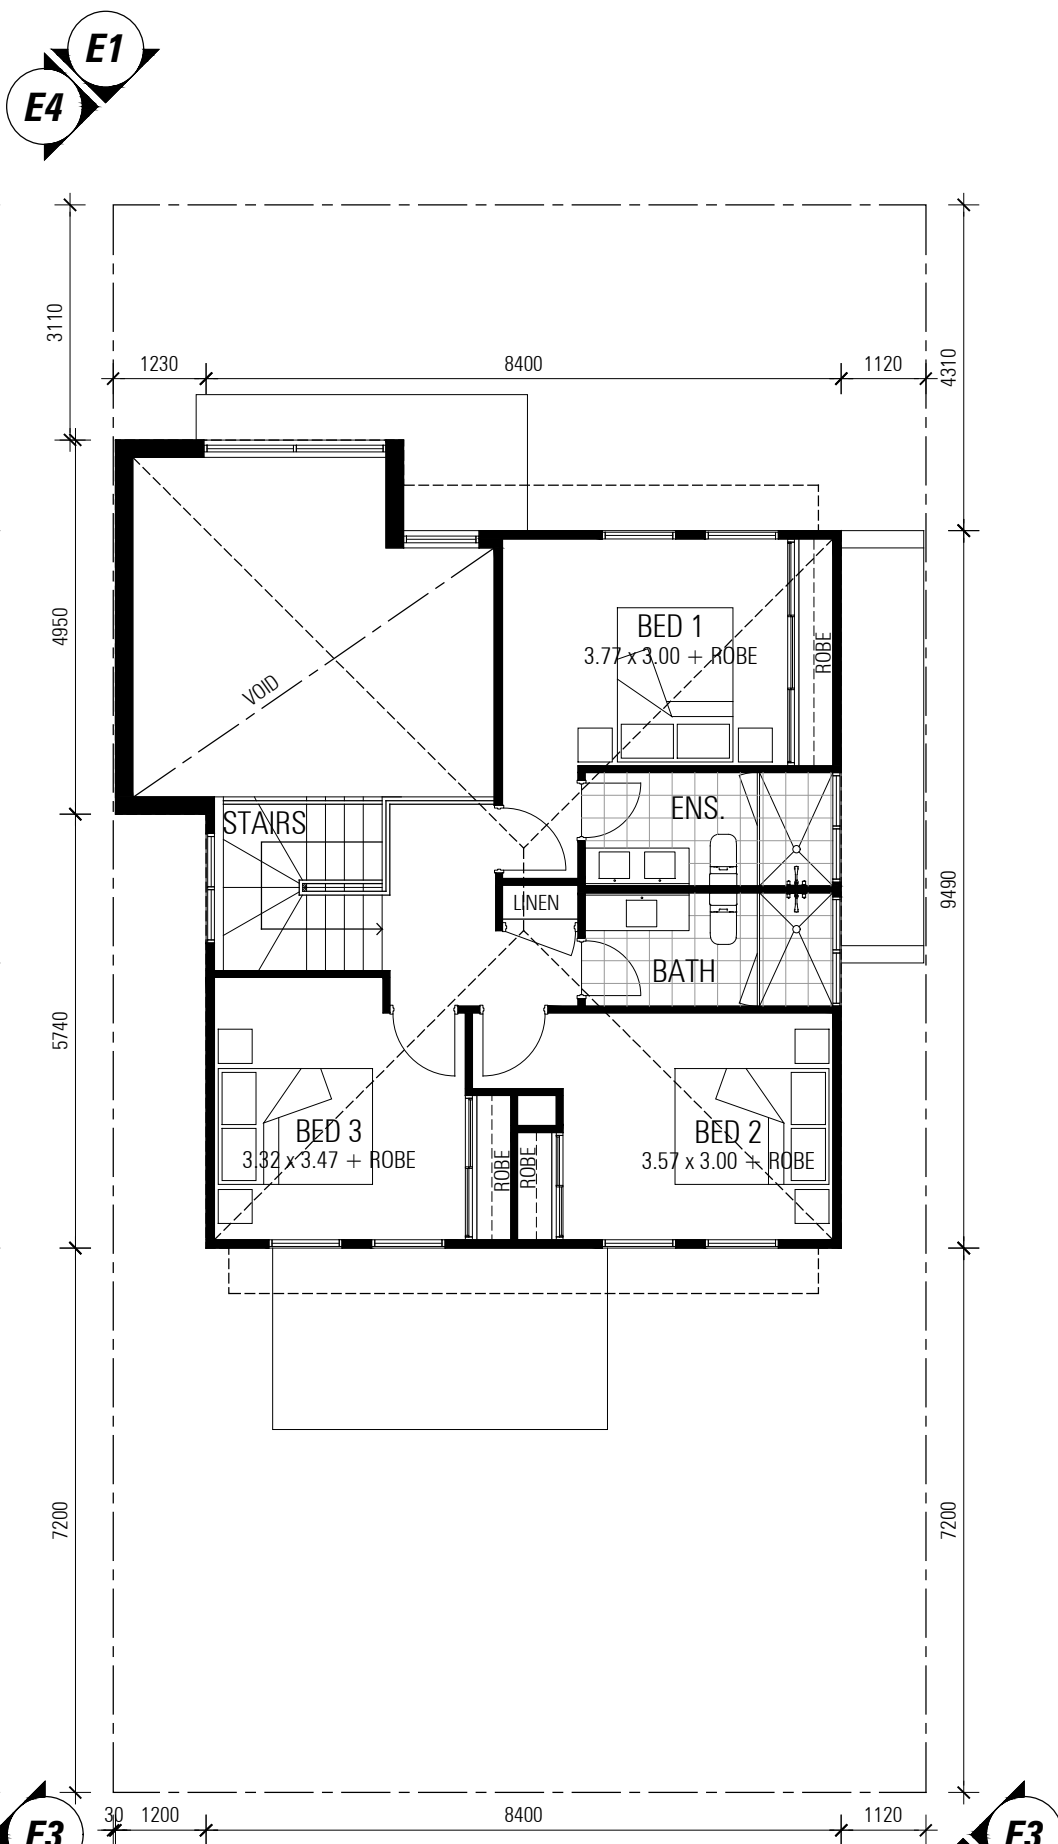 E1
E4
3110
1230
8400
1120
4310
4950
BED 1
3.77 x 3.00 + ROBE
ROBE
VOID
STAIRS
ENS.
LINEN
9490
BATH
5740
BED 3
3.32 x 3.47 + ROBE
ROBE
ROBE
BED 2
3.57 x 3.00 + ROBE
7200
7200
30
1200
8400
1120
E3
E3